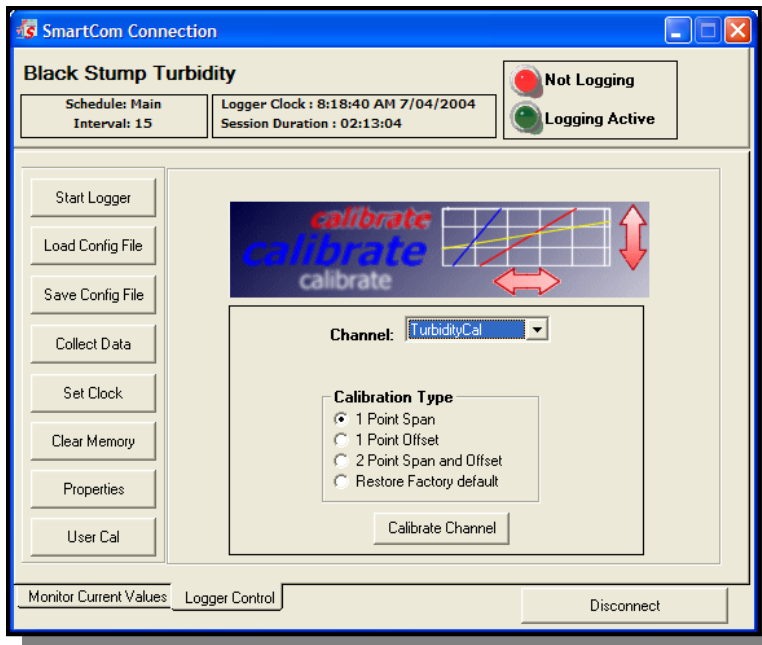 SmartCom Connection
Black Stump Turbidity
Schedule: Main
Interval: 15
Logger Clock : 8:18:40 AM 7/04/2004
Session Duration : 02:13:04
Not Logging
Logging Active
Start Logger
Load Config File
Save Config File
Collect Data
Set Clock
Clear Memory
Properties
User Cal
calibrate
calibrate
calibrate
Channel: TurbidityCal
Calibration Type
1 Point Span
1 Point Offset
2 Point Span and Offset
Restore Factory default
Calibrate Channel
Monitor Current Values
Logger Control
Disconnect